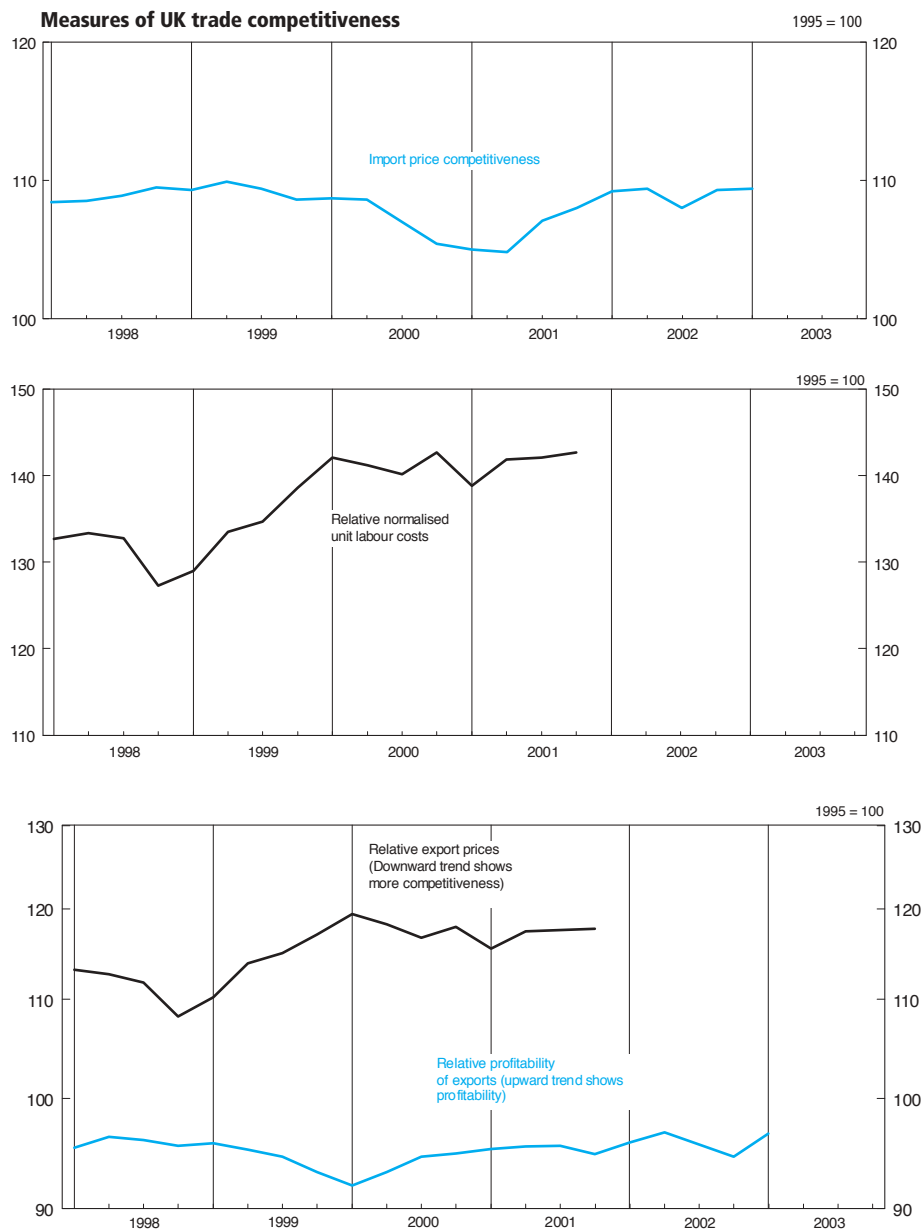 Measures of UK trade competitiveness
1995 = 100
120 120
Import price competitiveness
110 110
100 100
1998 1999 2000 2001 2002 2003
1995 = 100
150 150
140 140
Relative normalised
unit labour costs
130 130
120 120
110 110
1998 1999 2000 2001 2002 2003
1995 = 100
130 130
Relative export prices
(Downward trend shows
more competitiveness)
120 120
110 110
Relative profitability
of exports (upward trend shows
profitability)
100 100
90 90
1998 1999 2000 2001 2002 2003